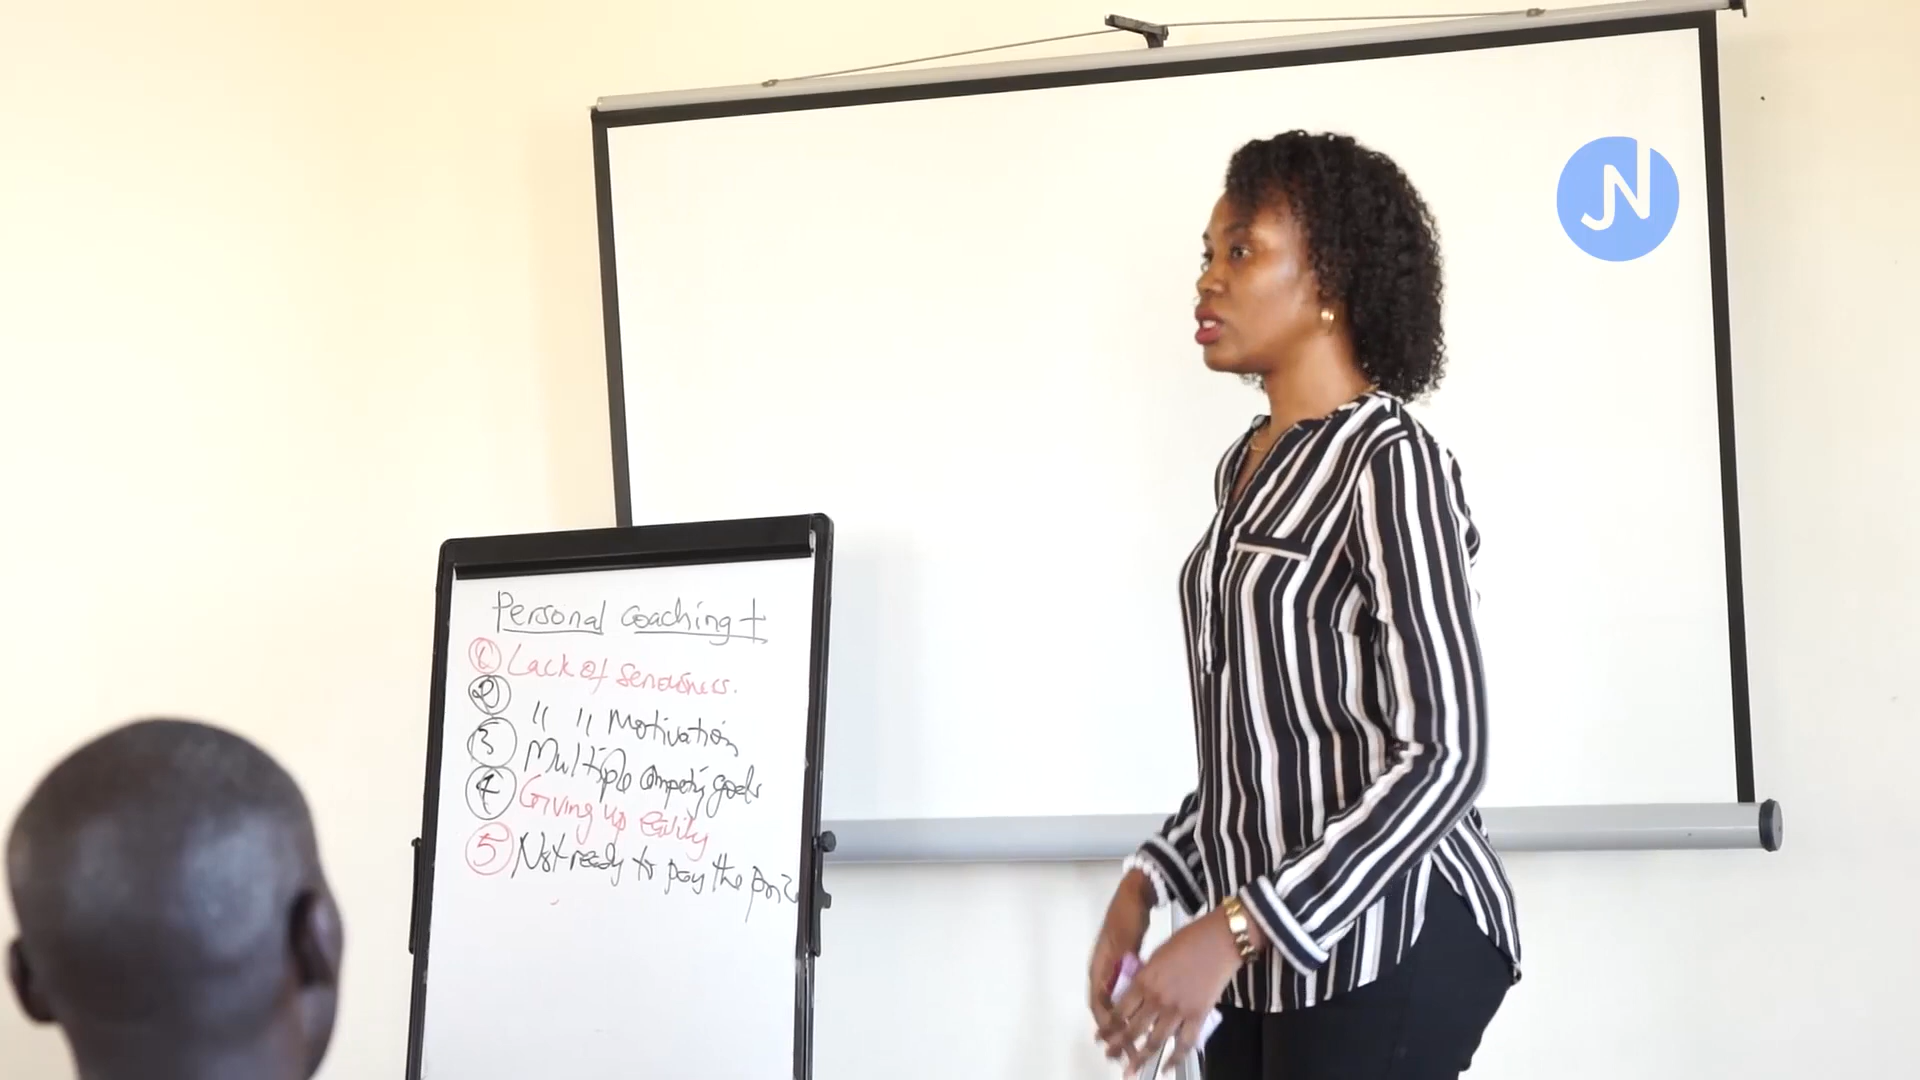 JN
Personal coaching +
1 Lack of seriousness.
2 " " Motivation
3 Multiple competing goals
4 Giving up easily
5 Not ready to pay the